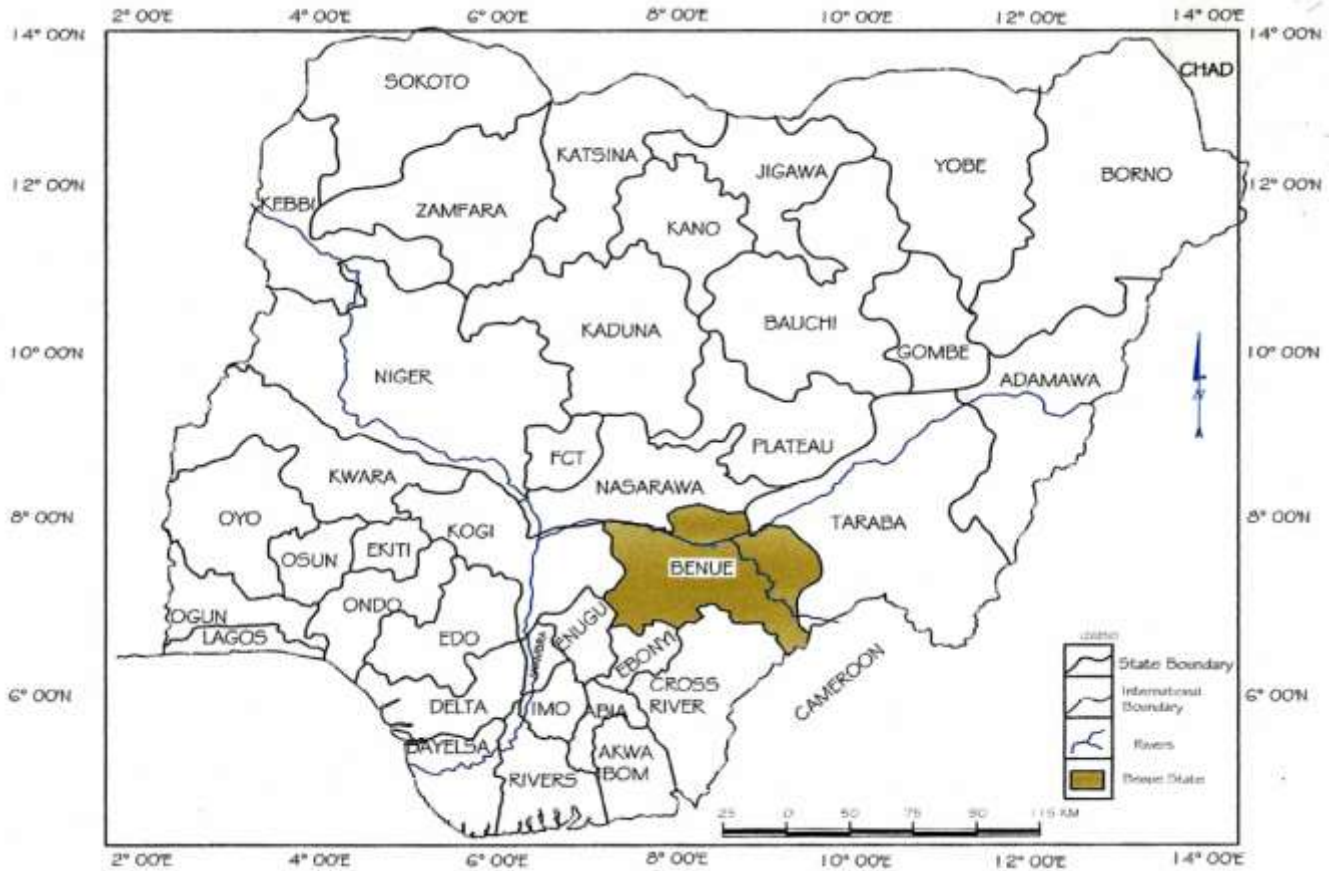 2° 00'E 4° 00'E 6° 00'E 8° 00'E 10° 00'E 12° 00'E 14° 00'E
14° 00'N 14° 00'N
CHAD
SOKOTO
KATSINA
JIGAWA
YOBE
BORNO
12° 00'N 12° 00'N
KEBBI
ZAMFARA
KANO
KADUNA
BAUCHI
10° 00'N 10° 00'N
GOMBE
NIGER
ADAMAWA
N
FCT
PLATEAU
KWARA
NASARAWA
8° 00'N 8° 00'N
OYO
KOGI
TARABA
OSUN
EKITI
BENUE
ONDO
OGUN
LAGOS
EDO
ENUGU
EBONYI
CAMEROON
6° 00'N 6° 00'N
DELTA
IMO
ABIA
CROSS
RIVER
BAYELSA
RIVERS
AKWA
BOM
LEGEND
State Boundary
International
Boundary
Rivers
Benue State
25 0 50 75 90 115 KM
2° 00'E 4° 00'E 6° 00'E 8° 00'E 10° 00'E 12° 00'E 14° 00'E